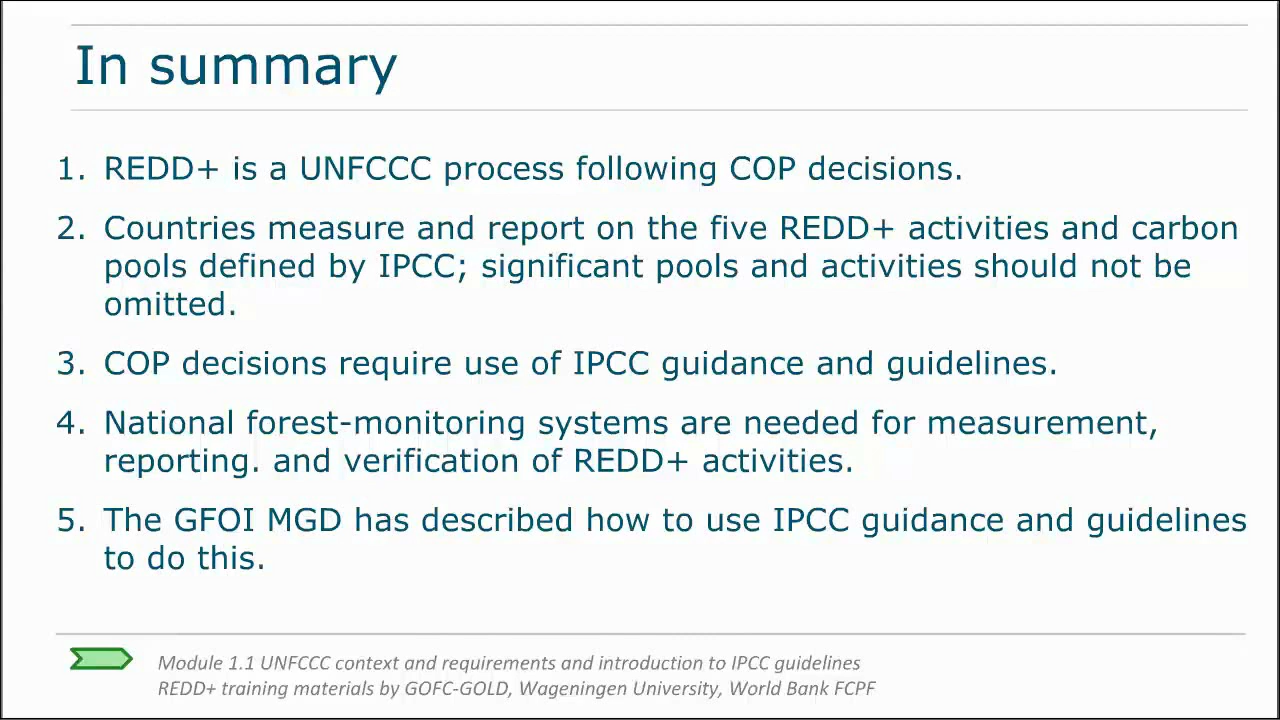 In summary
1. REDD+ is a UNFCCC process following COP decisions.
2. Countries measure and report on the five REDD+ activities and carbon
pools defined by IPCC; significant pools and activities should not be
omitted.
3. COP decisions require use of IPCC guidance and guidelines.
4. National forest-monitoring systems are needed for measurement,
reporting. and verification of REDD+ activities.
5. The GFOI MGD has described how to use IPCC guidance and guidelines
to do this.
Module 1.1 UNFCCC context and requirements and introduction to IPCC guidelines
REDD+ training materials by GOFC-GOLD, Wageningen University, World Bank FCPF